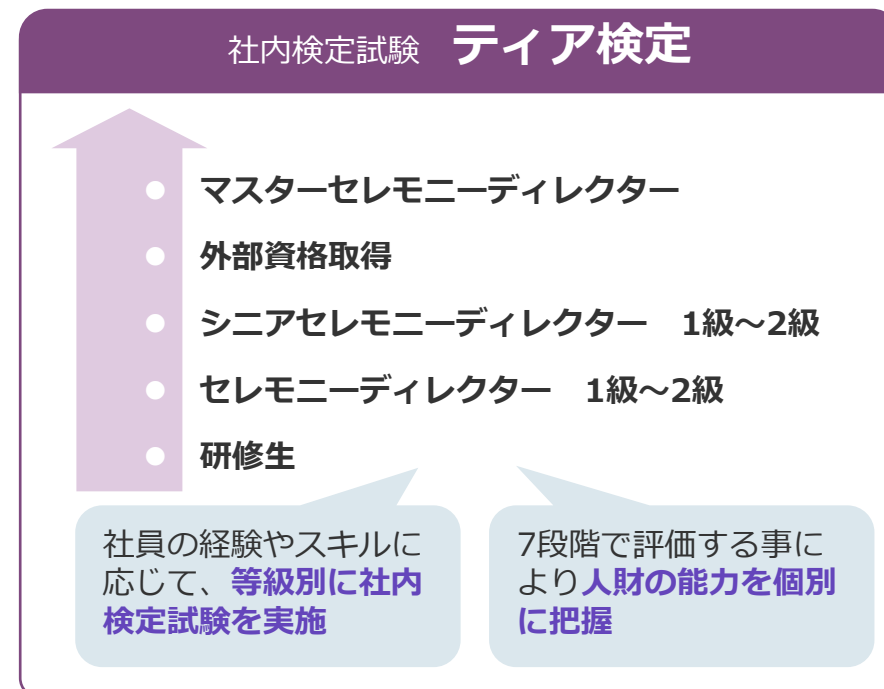 社内検定試験 ティア検定
マスターセレモニーディレクター
外部資格取得
シニアセレモニーディレクター　1級～2級
セレモニーディレクター　1級～2級
研修生
社員の経験やスキルに
応じて、等級別に社内
検定試験を実施
7段階で評価する事に
より人財の能力を個別
に把握